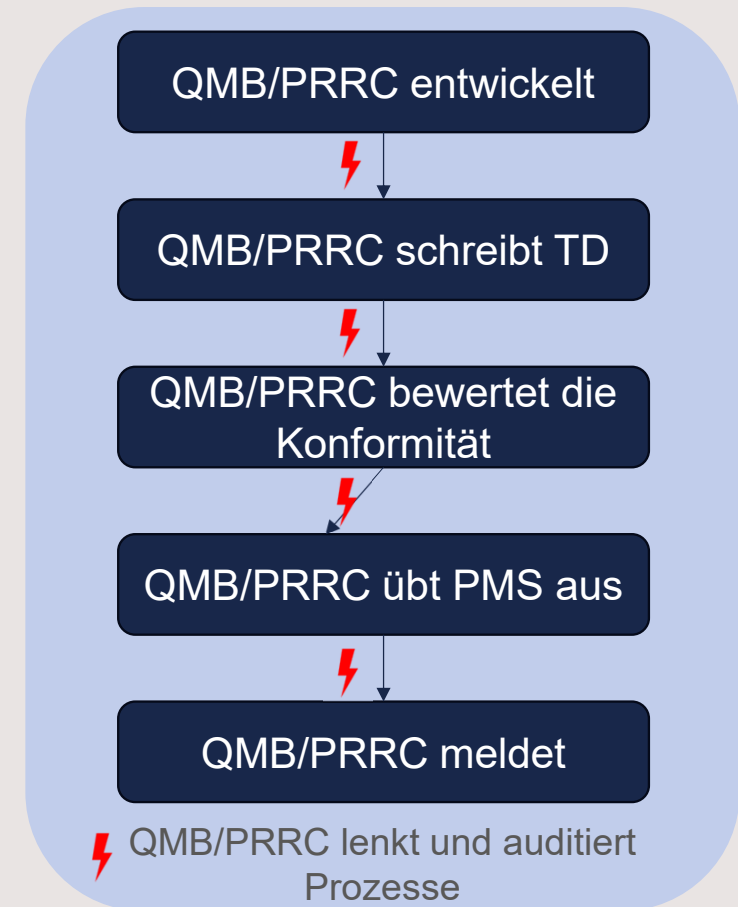 QMB/PRRC entwickelt
QMB/PRRC schreibt TD
QMB/PRRC bewertet die
Konformität
QMB/PRRC übt PMS aus
QMB/PRRC meldet
QMB/PRRC lenkt und auditiert
Prozesse